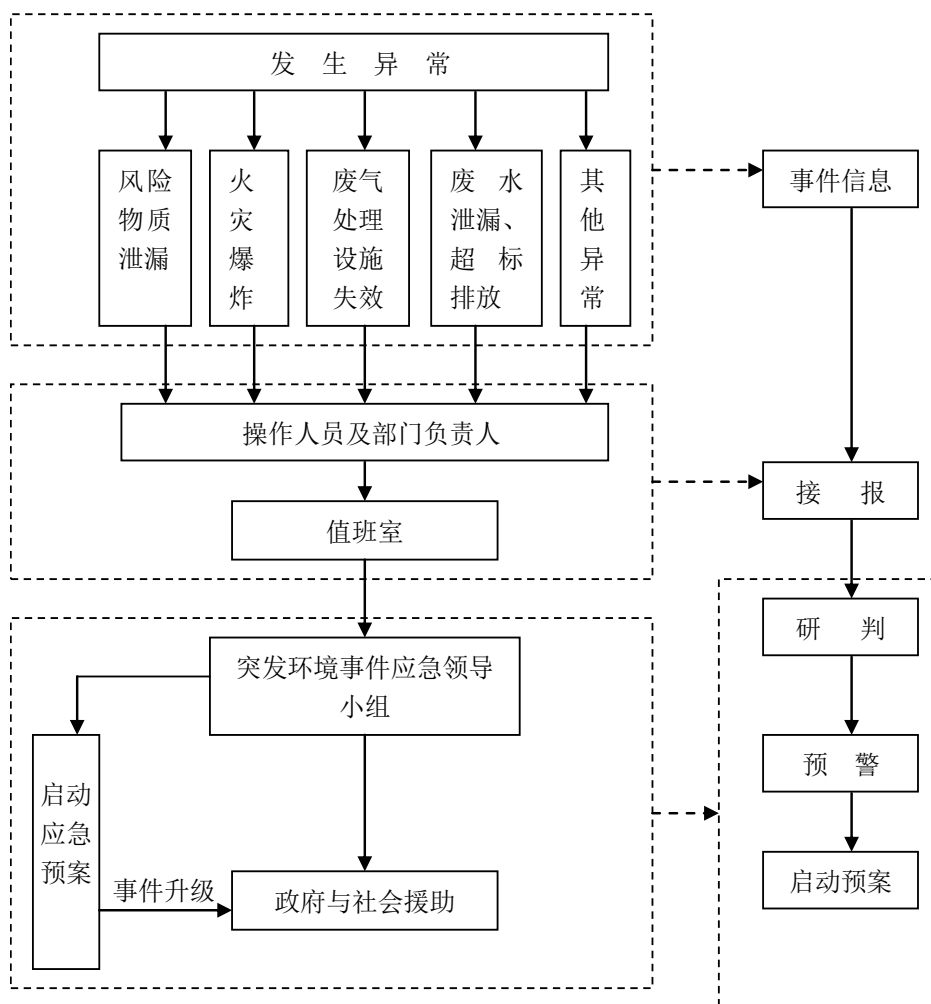 发 生 异 常
风险
物质
泄漏
火
灾
爆
炸
废气
处理
设施
失效
废 水
泄漏、
超 标
排放
其
他
异
常
事件信息
操作人员及部门负责人
接 报
值班室
研 判
突发环境事件应急领导
小组
预 警
启动
应急
预案
事件升级
政府与社会援助
启动预案